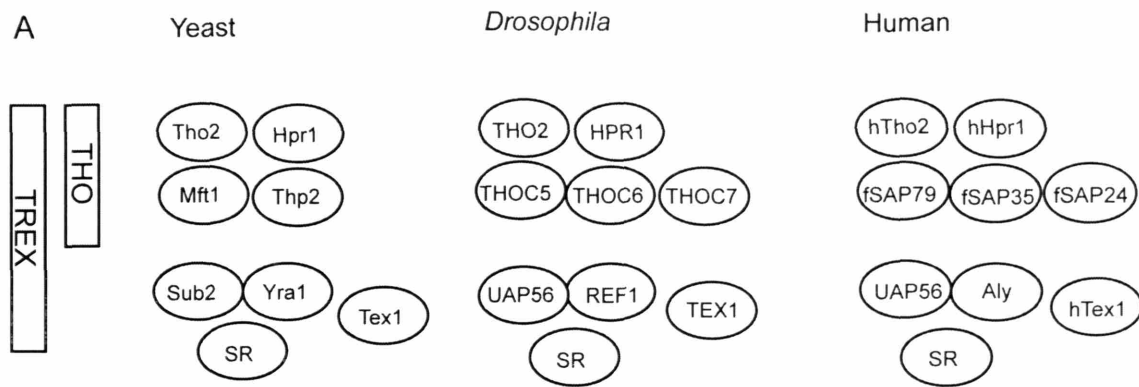 A
Yeast
Drosophila
Human
TREX
THO
Tho2 Hpr1
THO2 HPR1
hTho2 hHpr1
Mft1 Thp2
THOC5 THOC6 THOC7
fSAP79 fSAP35 fSAP24
Sub2 Yra1 Tex1
UAP56 REF1 TEX1
UAP56 Aly hTex1
SR
SR
SR